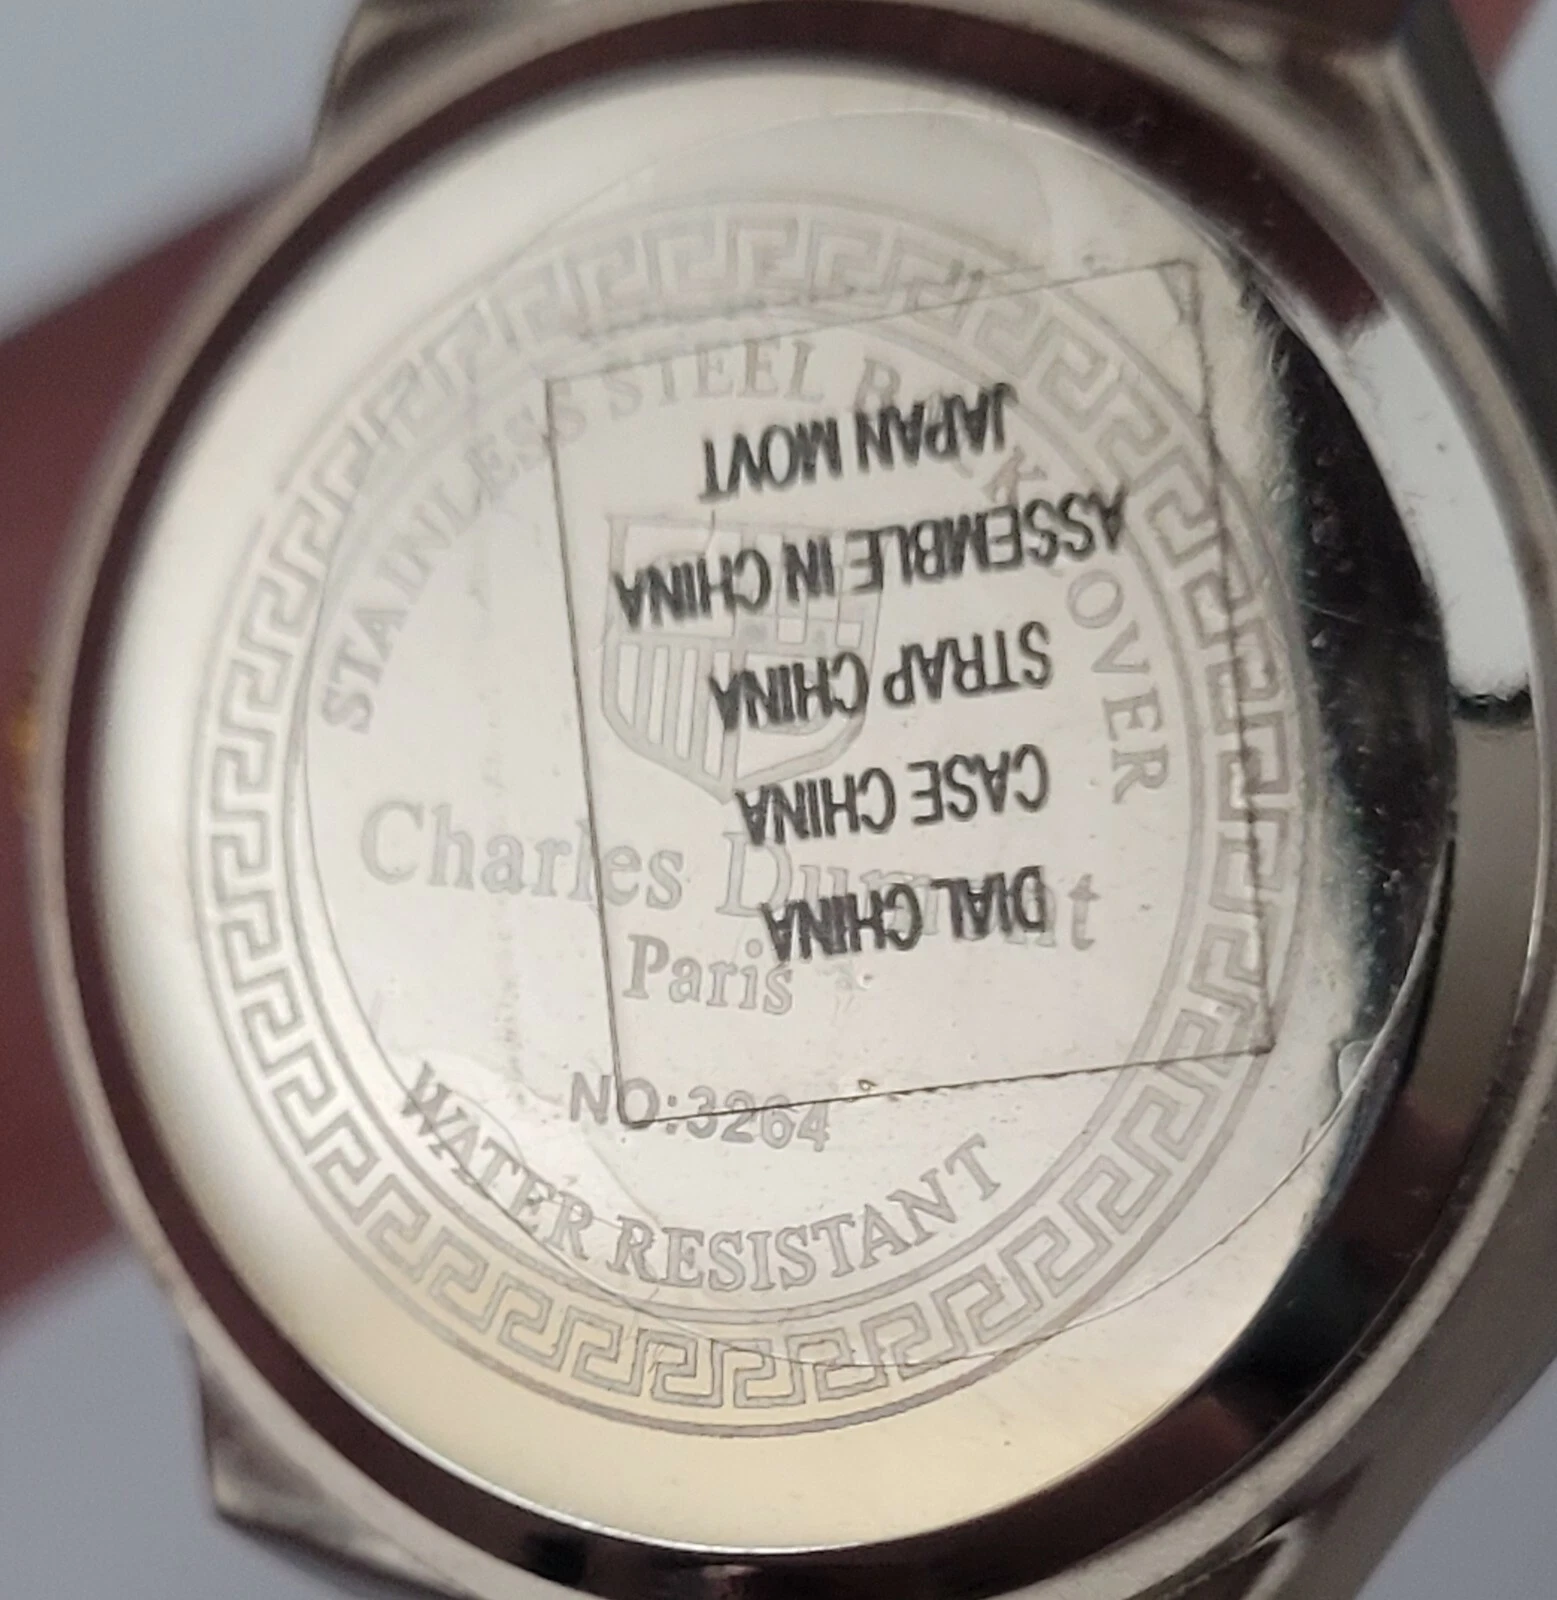 STAINLESS STEEL BACK COVER
Charles Dumont
Paris
NO:3264
WATER RESISTANT
DIAL CHINA
CASE CHINA
STRAP CHINA
ASSEMBLE IN CHINA
JAPAN MOVT